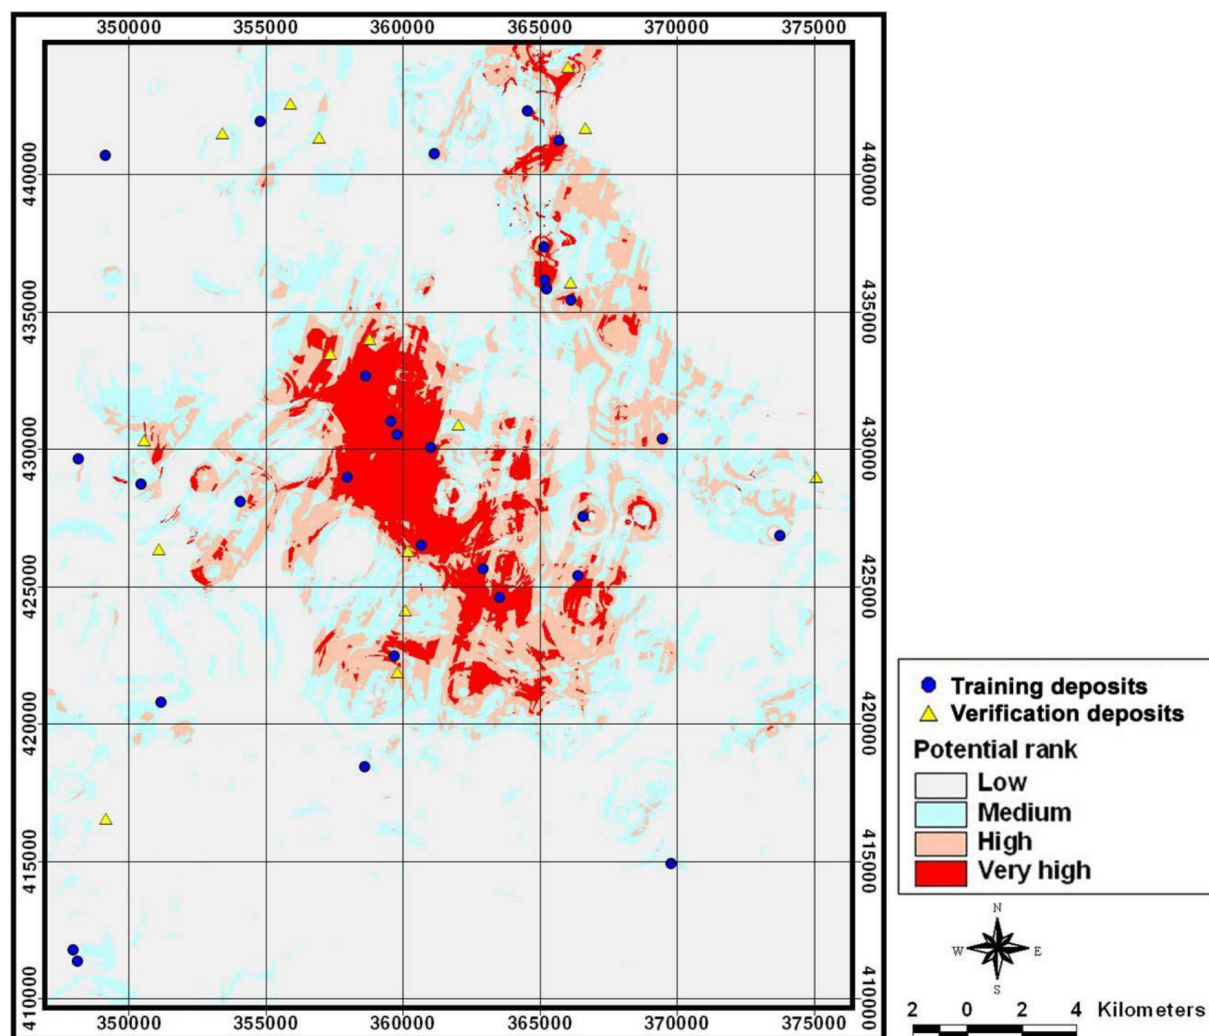 350000 355000 360000 365000 370000 375000
440000 440000
435000 435000
430000 430000
425000 425000
420000 420000
415000 415000
410000 410000
350000 355000 360000 365000 370000 375000
Training deposits
Verification deposits
Potential rank
Low
Medium
High
Very high
N
W E
S
2 0 2 4 Kilometers